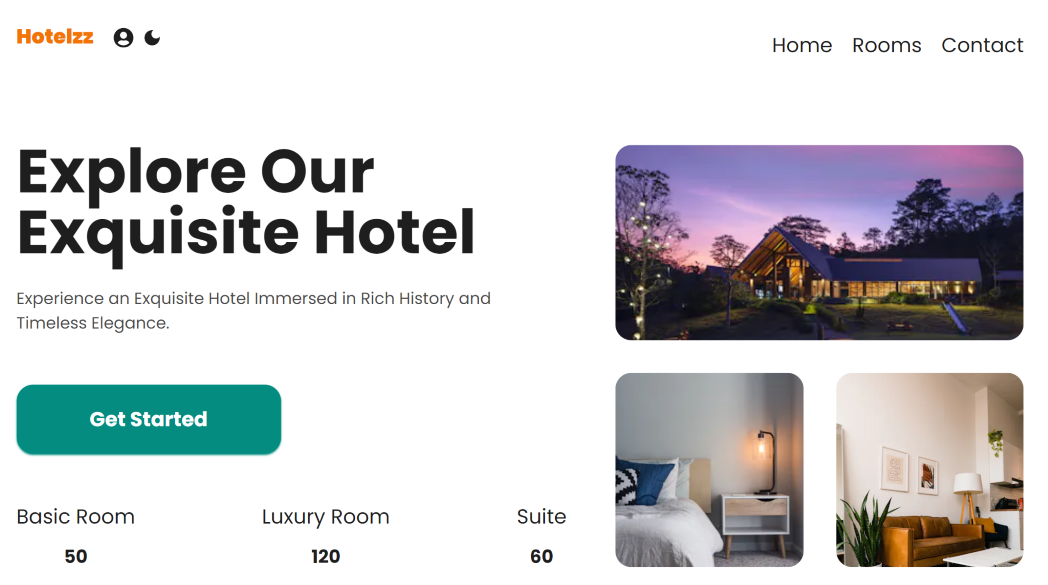 Hotelzz
Home Rooms Contact
Explore Our
Exquisite Hotel
Experience an Exquisite Hotel Immersed in Rich History and
Timeless Elegance.
Get Started
Basic Room Luxury Room Suite
50 120 60